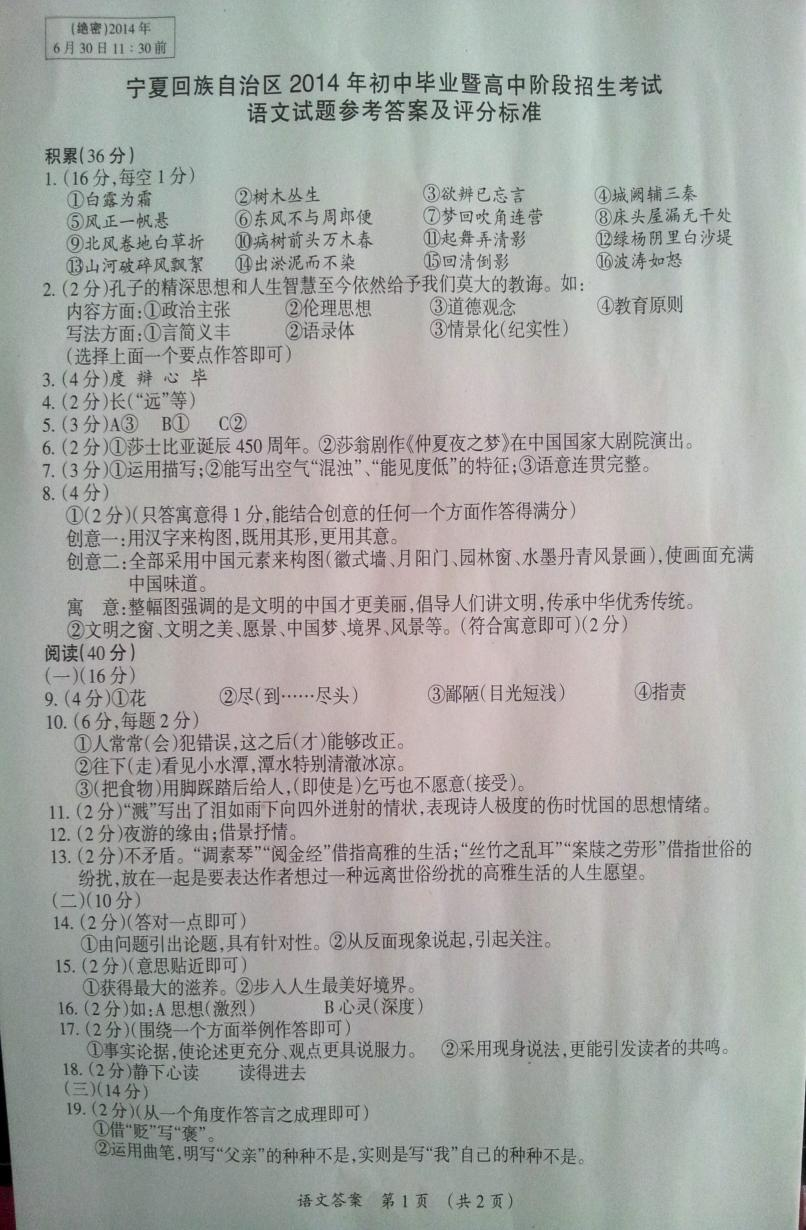 (绝密)2014年
6月30日11:30前
宁夏回族自治区2014年初中毕业暨高中阶段招生考试
语文试题参考答案及评分标准
积累(36分)
1.(16分,每空1分)
①白露为霜 ②树木丛生 ③欲辨已忘言 ④城阙辅三秦
⑤风正一帆悬 ⑥东风不与周郎便 ⑦梦回吹角连营 ⑧床头屋漏无干处
⑨北风卷地白草折 ⑩病树前头万木春 ⑪起舞弄清影 ⑫绿杨阴里白沙堤
⑬山河破碎风飘絮 ⑭出淤泥而不染 ⑮回清倒影 ⑯波涛如怒
2.(2分)孔子的精深思想和人生智慧至今依然给予我们莫大的教诲。如:
内容方面:①政治主张 ②伦理思想 ③道德观念 ④教育原则
写法方面:①言简义丰 ②语录体 ③情景化(纪实性)
(选择上面一个要点作答即可)
3.(4分)度 辩 心 毕
4.(2分)长(“远”等)
5.(3分)A③ B① C②
6.(2分)①莎士比亚诞辰450周年。②莎翁剧作《仲夏夜之梦》在中国国家大剧院演出。
7.(3分)①运用描写;②能写出空气“混浊”、“能见度低”的特征;③语意连贯完整。
8.(4分)
①(2分)(只答寓意得1分,能结合创意的任何一个方面作答得满分)
创意一:用汉字来构图,既用其形,更用其意。
创意二:全部采用中国元素来构图(徽式墙、月阳门、园林窗、水墨丹青风景画),使画面充满
中国味道。
寓 意:整幅图强调的是文明的中国才更美丽,倡导人们讲文明,传承中华优秀传统。
②文明之窗、文明之美、愿景、中国梦、境界、风景等。(符合寓意即可)(2分)
阅读(40分)
(一)(16分)
9.(4分)①花 ②尽(到……尽头) ③鄙陋(目光短浅) ④指责
10.(6分,每题2分)
①人常常(会)犯错误,这之后(才)能够改正。
②往下(走)看见小水潭,潭水特别清澈冰凉。
③(把食物)用脚踩踏后给人,(即使是)乞丐也不愿意(接受)。
11.(2分)“溅”写出了泪如雨下向四外迸射的情状,表现诗人极度的伤时忧国的思想情绪。
12.(2分)夜游的缘由;借景抒情。
13.(2分)不矛盾。“调素琴”“阅金经”借指高雅的生活;“丝竹之乱耳”“案牍之劳形”借指世俗的
纷扰,放在一起是要表达作者想过一种远离世俗纷扰的高雅生活的人生愿望。
(二)(10分)
14.(2分)(答对一点即可)
①由问题引出论题,具有针对性。②从反面现象说起,引起关注。
15.(2分)(意思贴近即可)
①获得最大的滋养。②步入人生最美好境界。
16.(2分)如:A思想(激烈) B心灵(深度)
17.(2分)(围绕一个方面举例作答即可)
①事实论据,使论述更充分、观点更具说服力。 ②采用现身说法,更能引发读者的共鸣。
18.(2分)静下心读 读得进去
(三)(14分)
19.(2分)(从一个角度作答言之成理即可)
①借“贬”写“褒”。
②运用曲笔,明写“父亲”的种种不是,实则是写“我”自己的种种不是。
语文答案 第1页 (共2页)